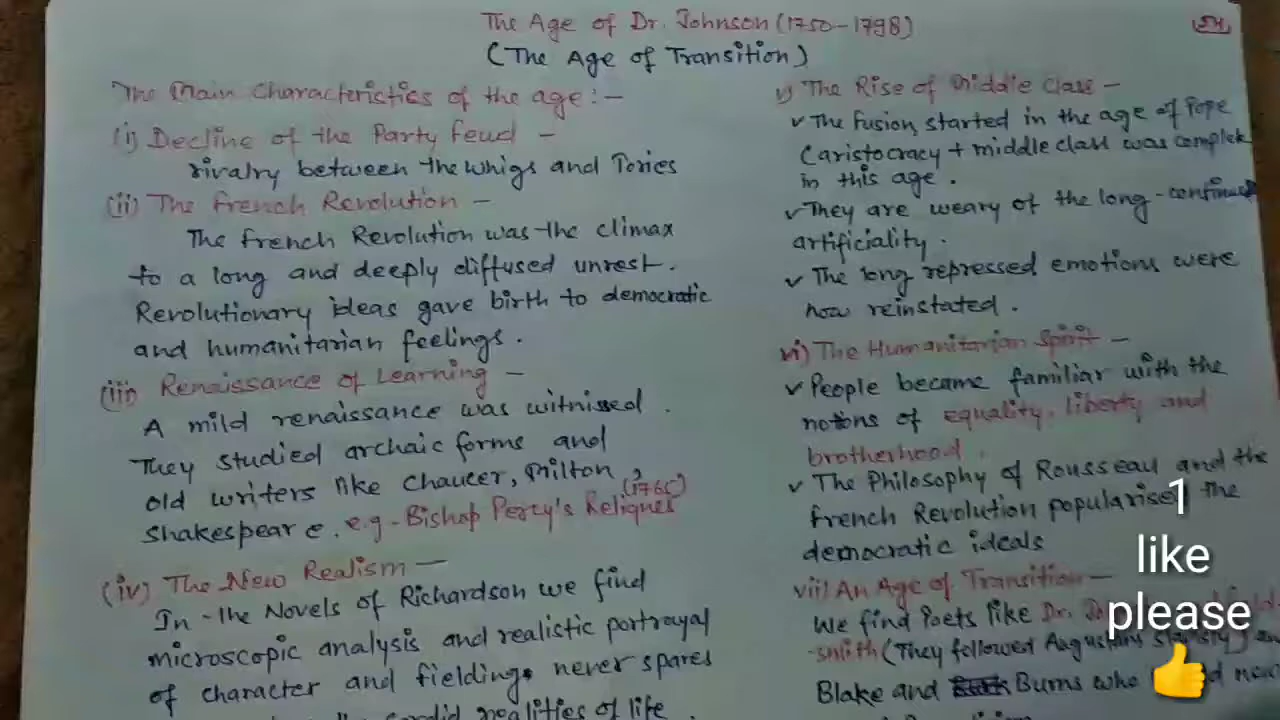 The Age of Dr. Johnson (1750-1798)
(The Age of Transition)
The Main Characteristics of the age:-
(i) Decline of the Party feud -
rivalry between the whigs and Tories
(ii) The French Revolution -
The french Revolution was the climax
to a long and deeply diffused unrest.
Revolutionary ideas gave birth to democratic
and humanitarian feelings.
(iii) Renaissance of Learning -
A mild renaissance was witnissed.
They studied archaic forms and
old writers like Chaucer, Milton,
Shakespeare. e.g - Bishop Percy's Reliques (1765)
(iv) The New Realism -
In the Novels of Richardson we find
microscopic analysis and realistic portrayal
of character and fielding never spares
candid realities of life.
v) The Rise of Middle Class -
✓ The fusion started in the age of Pope
(aristocracy + middle class was complek
in this age.
✓ They are weary of the long-continued
artificiality.
✓ The long repressed emotions were
now reinstated.
vi) The Humanitarian Spirit -
✓ People became familiar with the
notions of equality, liberty and
brotherhood.
✓ The Philosophy of Rousseau and the
French Revolution popularised the
democratic ideals
vii) An Age of Transition -
We find Poets like Dr.
smith (They followed Augustans
Blake and Burns who
1
like
please